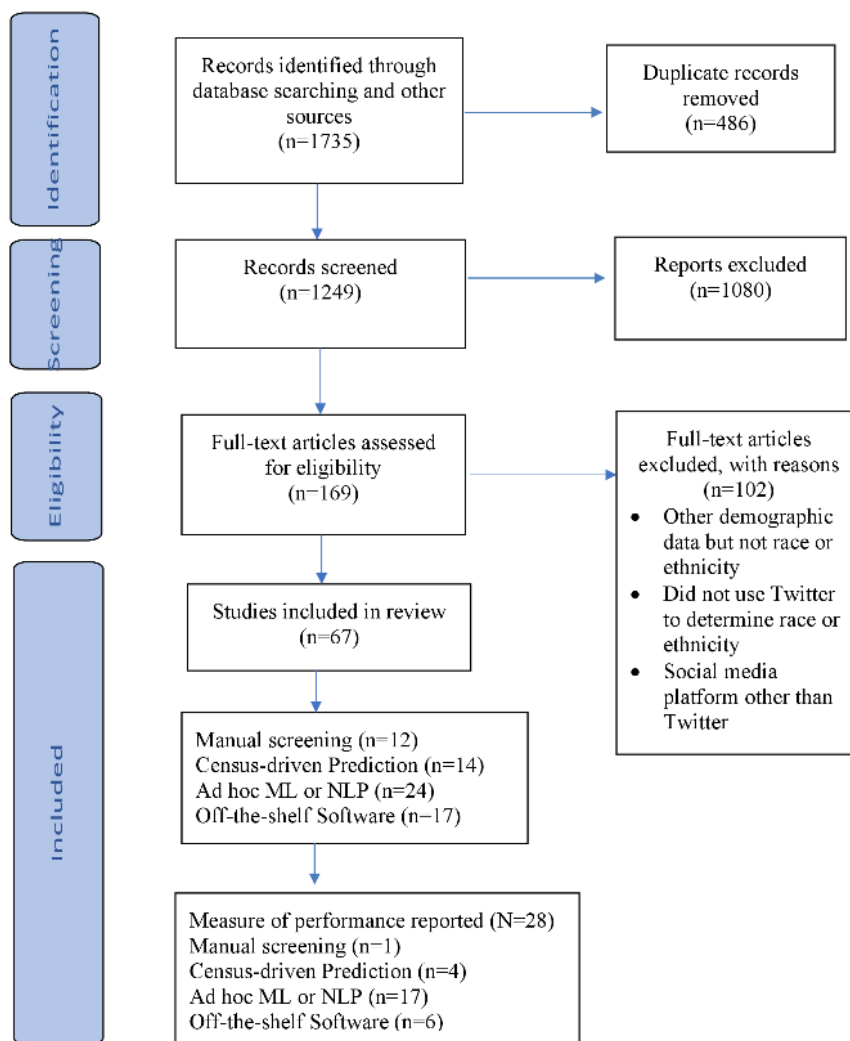 Identification
Records identified through
database searching and other
sources
(n=1735)
Duplicate records
removed
(n=486)
Screening
Records screened
(n=1249)
Reports excluded
(n=1080)
Eligibility
Full-text articles assessed
for eligibility
(n=169)
Full-text articles
excluded, with reasons
(n=102)
• Other demographic
data but not race or
ethnicity
• Did not use Twitter
to determine race or
ethnicity
• Social media
platform other than
Twitter
Included
Studies included in review
(n=67)
Manual screening (n=12)
Census-driven Prediction (n=14)
Ad hoc ML or NLP (n=24)
Off-the-shelf Software (n=17)
Measure of performance reported (N=28)
Manual screening (n=1)
Census-driven Prediction (n=4)
Ad hoc ML or NLP (n=17)
Off-the-shelf Software (n=6)